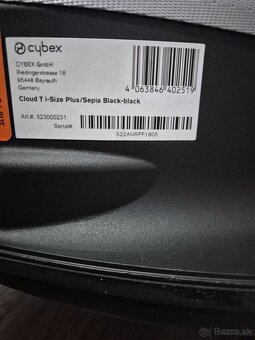 cybex
CYBEX GmbH
Riedingerstrasse 18
95448 Bayreuth
Germany
4 063846 402519
Cloud T i-Size Plus/Sepia Black-black
Art.#: 523000231
Serial#:
S22ANRPF1805
Bazos.sk